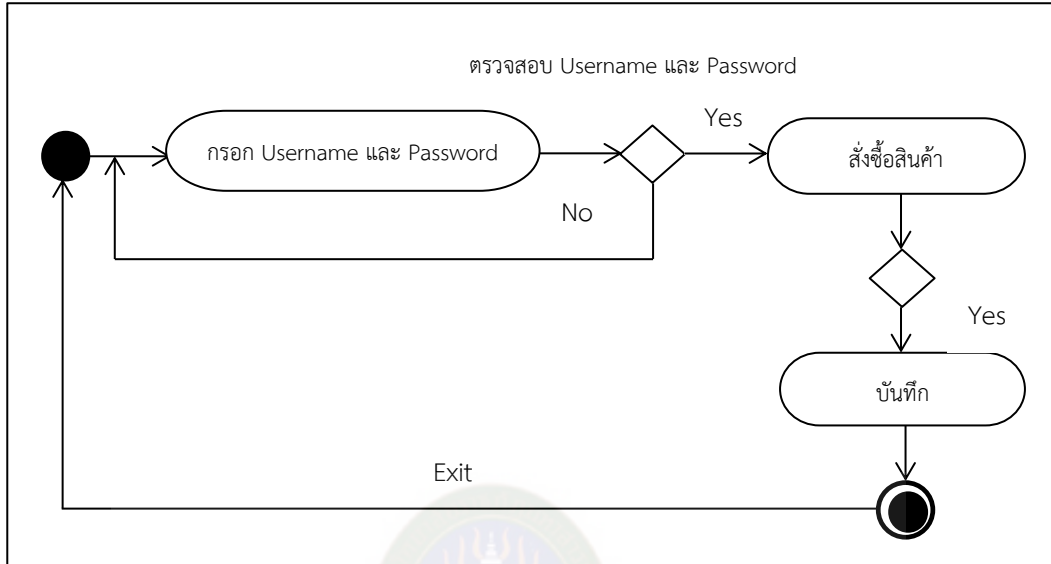 ตรวจสอบ Username และ Password
Yes
กรอก Username และ Password
สั่งซื้อสินค้า
No
Yes
บันทึก
Exit